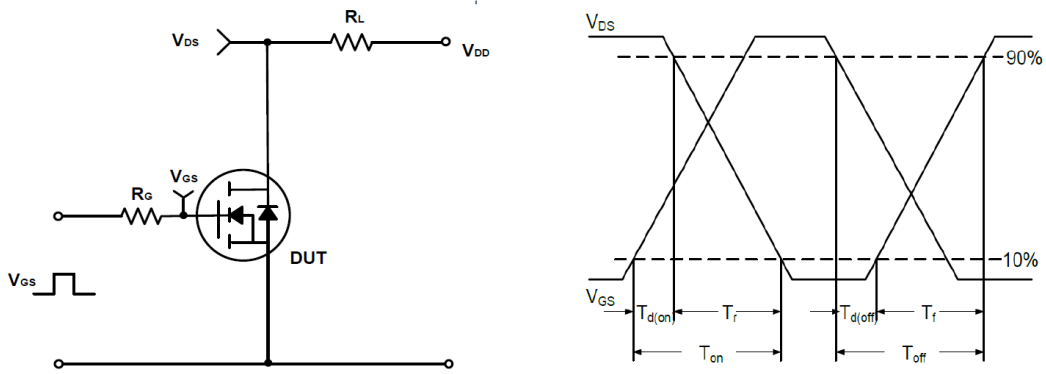 RL
VDS
VDD
VGS
RG
DUT
VGS
VDS
90%
10%
VGS
Td(on)
Tr
Td(off)
Tf
Ton
Toff